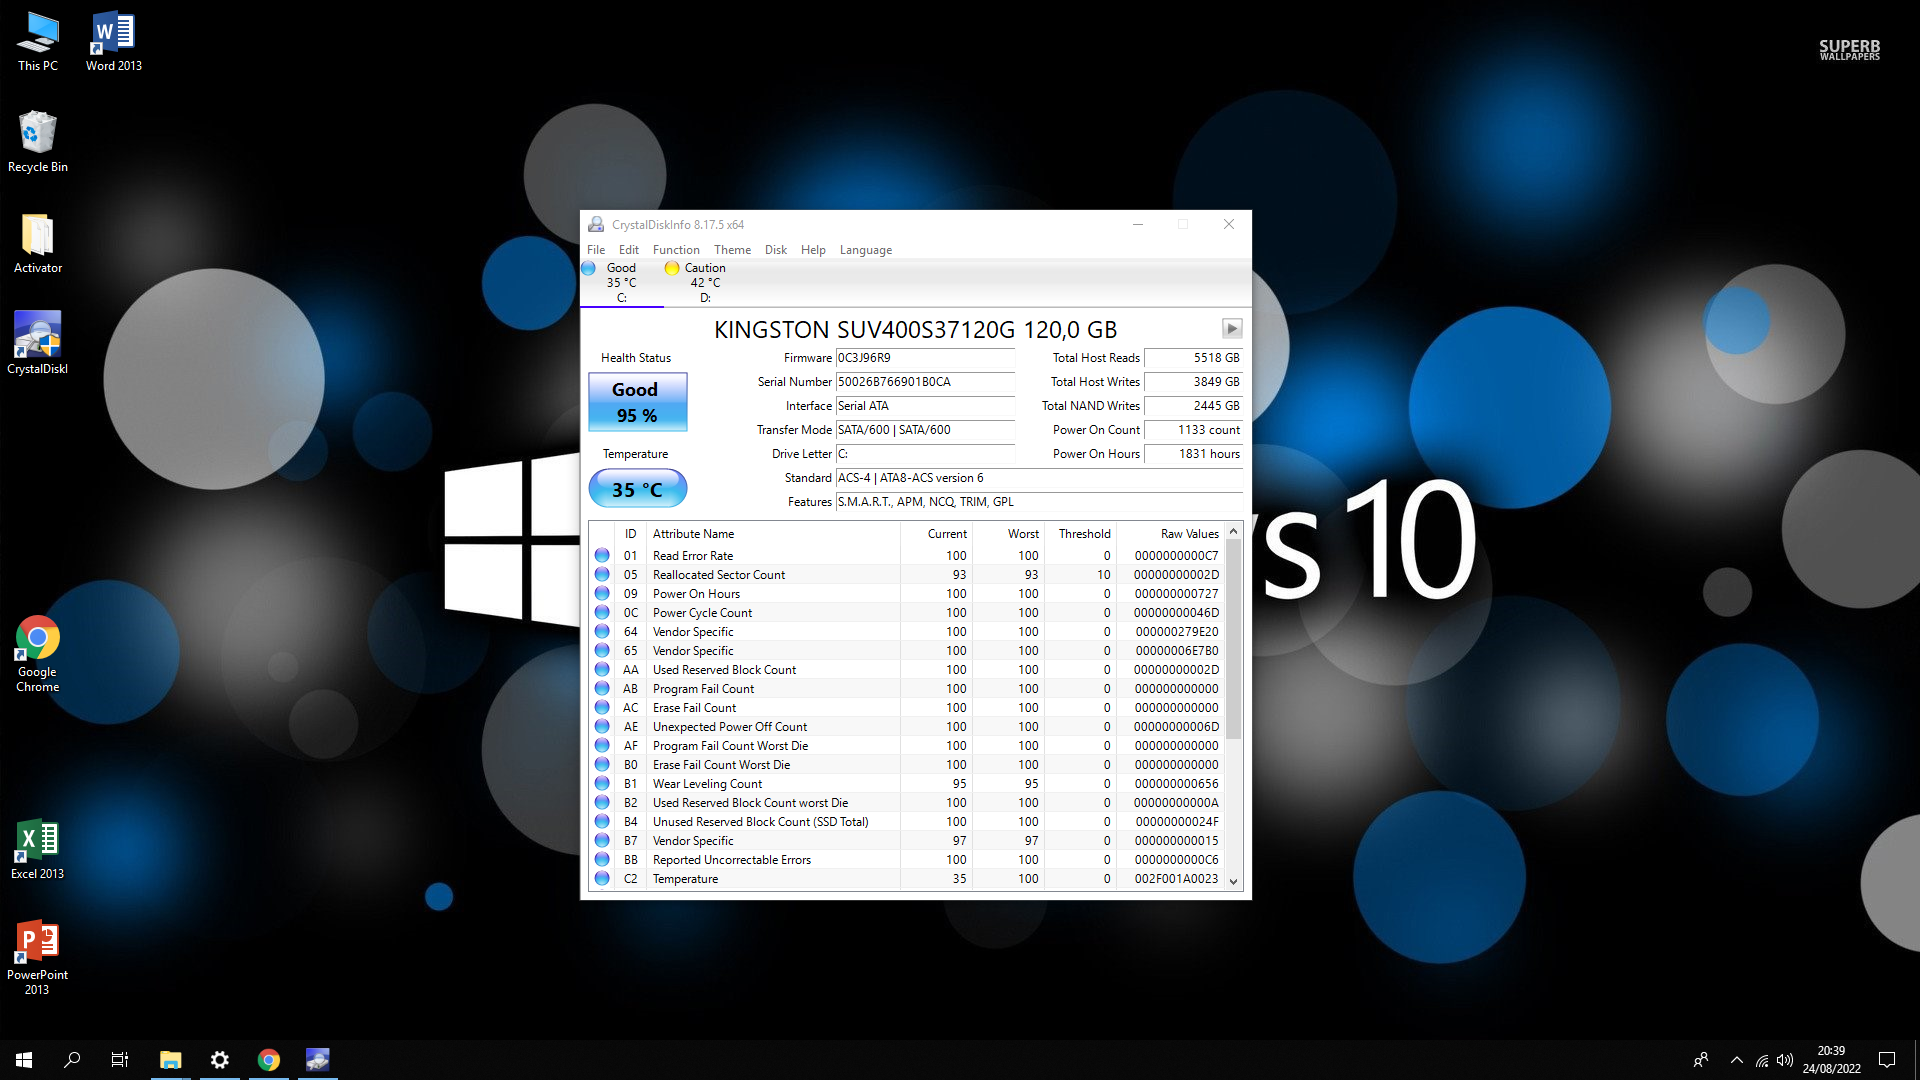 This PC
Word 2013
SUPERB
WALLPAPERS
Recycle Bin
Activator
CrystalDiskI
Google
Chrome
Excel 2013
PowerPoint
2013
CrystalDiskInfo 8.17.5 x64
File Edit Function Theme Disk Help Language
Good Caution
35 °C 42 °C
C: D:
KINGSTON SUV400S37120G 120,0 GB
Health Status
Good
95 %
Temperature
35 °C
Firmware 0C3J96R9 Total Host Reads 5518 GB
Serial Number 50026B766901B0CA Total Host Writes 3849 GB
Interface Serial ATA Total NAND Writes 2445 GB
Transfer Mode SATA/600 | SATA/600 Power On Count 1133 count
Drive Letter C: Power On Hours 1831 hours
Standard ACS-4 | ATA8-ACS version 6
Features S.M.A.R.T., APM, NCQ, TRIM, GPL
ID Attribute Name Current Worst Threshold Raw Values
01 Read Error Rate 100 100 0 0000000000C7
05 Reallocated Sector Count 93 93 10 00000000002D
09 Power On Hours 100 100 0 000000000727
0C Power Cycle Count 100 100 0 00000000046D
64 Vendor Specific 100 100 0 000000279E20
65 Vendor Specific 100 100 0 00000006E7B0
AA Used Reserved Block Count 100 100 0 00000000002D
AB Program Fail Count 100 100 0 000000000000
AC Erase Fail Count 100 100 0 000000000000
AE Unexpected Power Off Count 100 100 0 00000000006D
AF Program Fail Count Worst Die 100 100 0 000000000000
B0 Erase Fail Count Worst Die 100 100 0 000000000000
B1 Wear Leveling Count 95 95 0 000000000656
B2 Used Reserved Block Count worst Die 100 100 0 00000000000A
B4 Unused Reserved Block Count (SSD Total) 100 100 0 00000000024F
B7 Vendor Specific 97 97 0 000000000015
BB Reported Uncorrectable Errors 100 100 0 0000000000C6
C2 Temperature 35 100 0 002F001A0023
s 10
20:39
24/08/2022